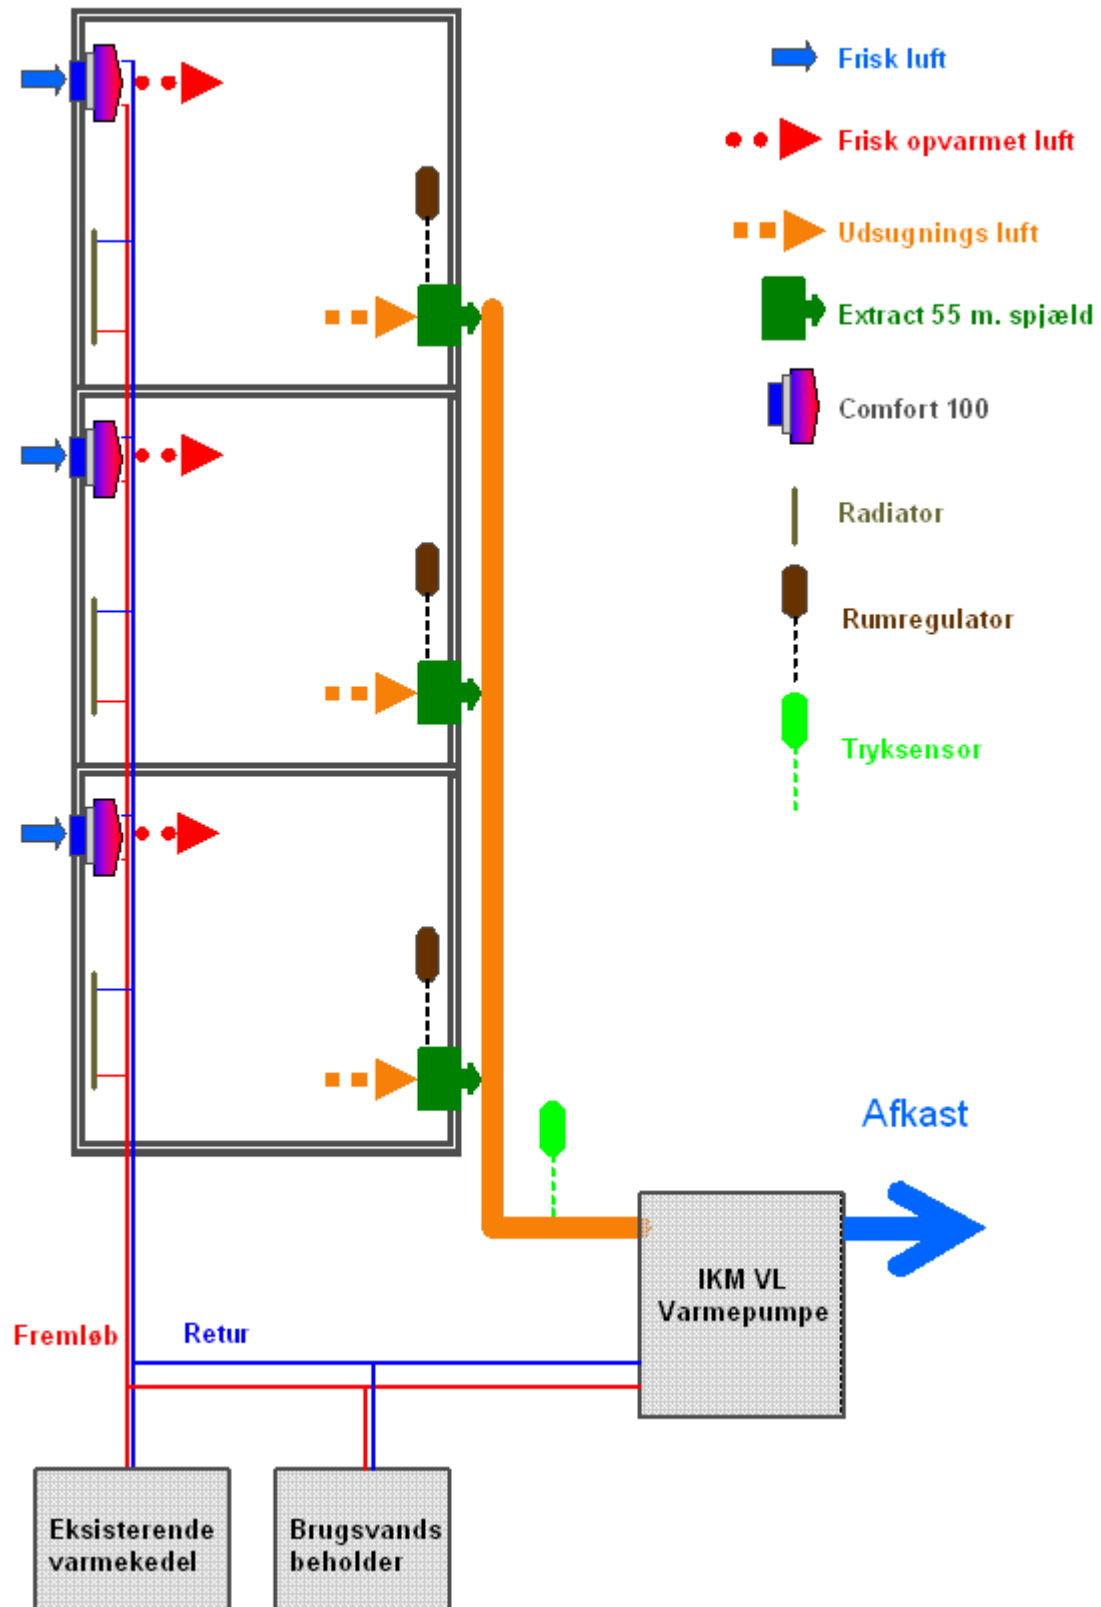 Frisk luft
Frisk opvarmet luft
Udsugnings luft
Extract 55 m. spjæld
Comfort 100
Radiator
Rumregulator
Tryksensor
Afkast
IKM VL
Varmepumpe
Fremløb
Retur
Eksisterende
varmekedel
Brugsvands
beholder